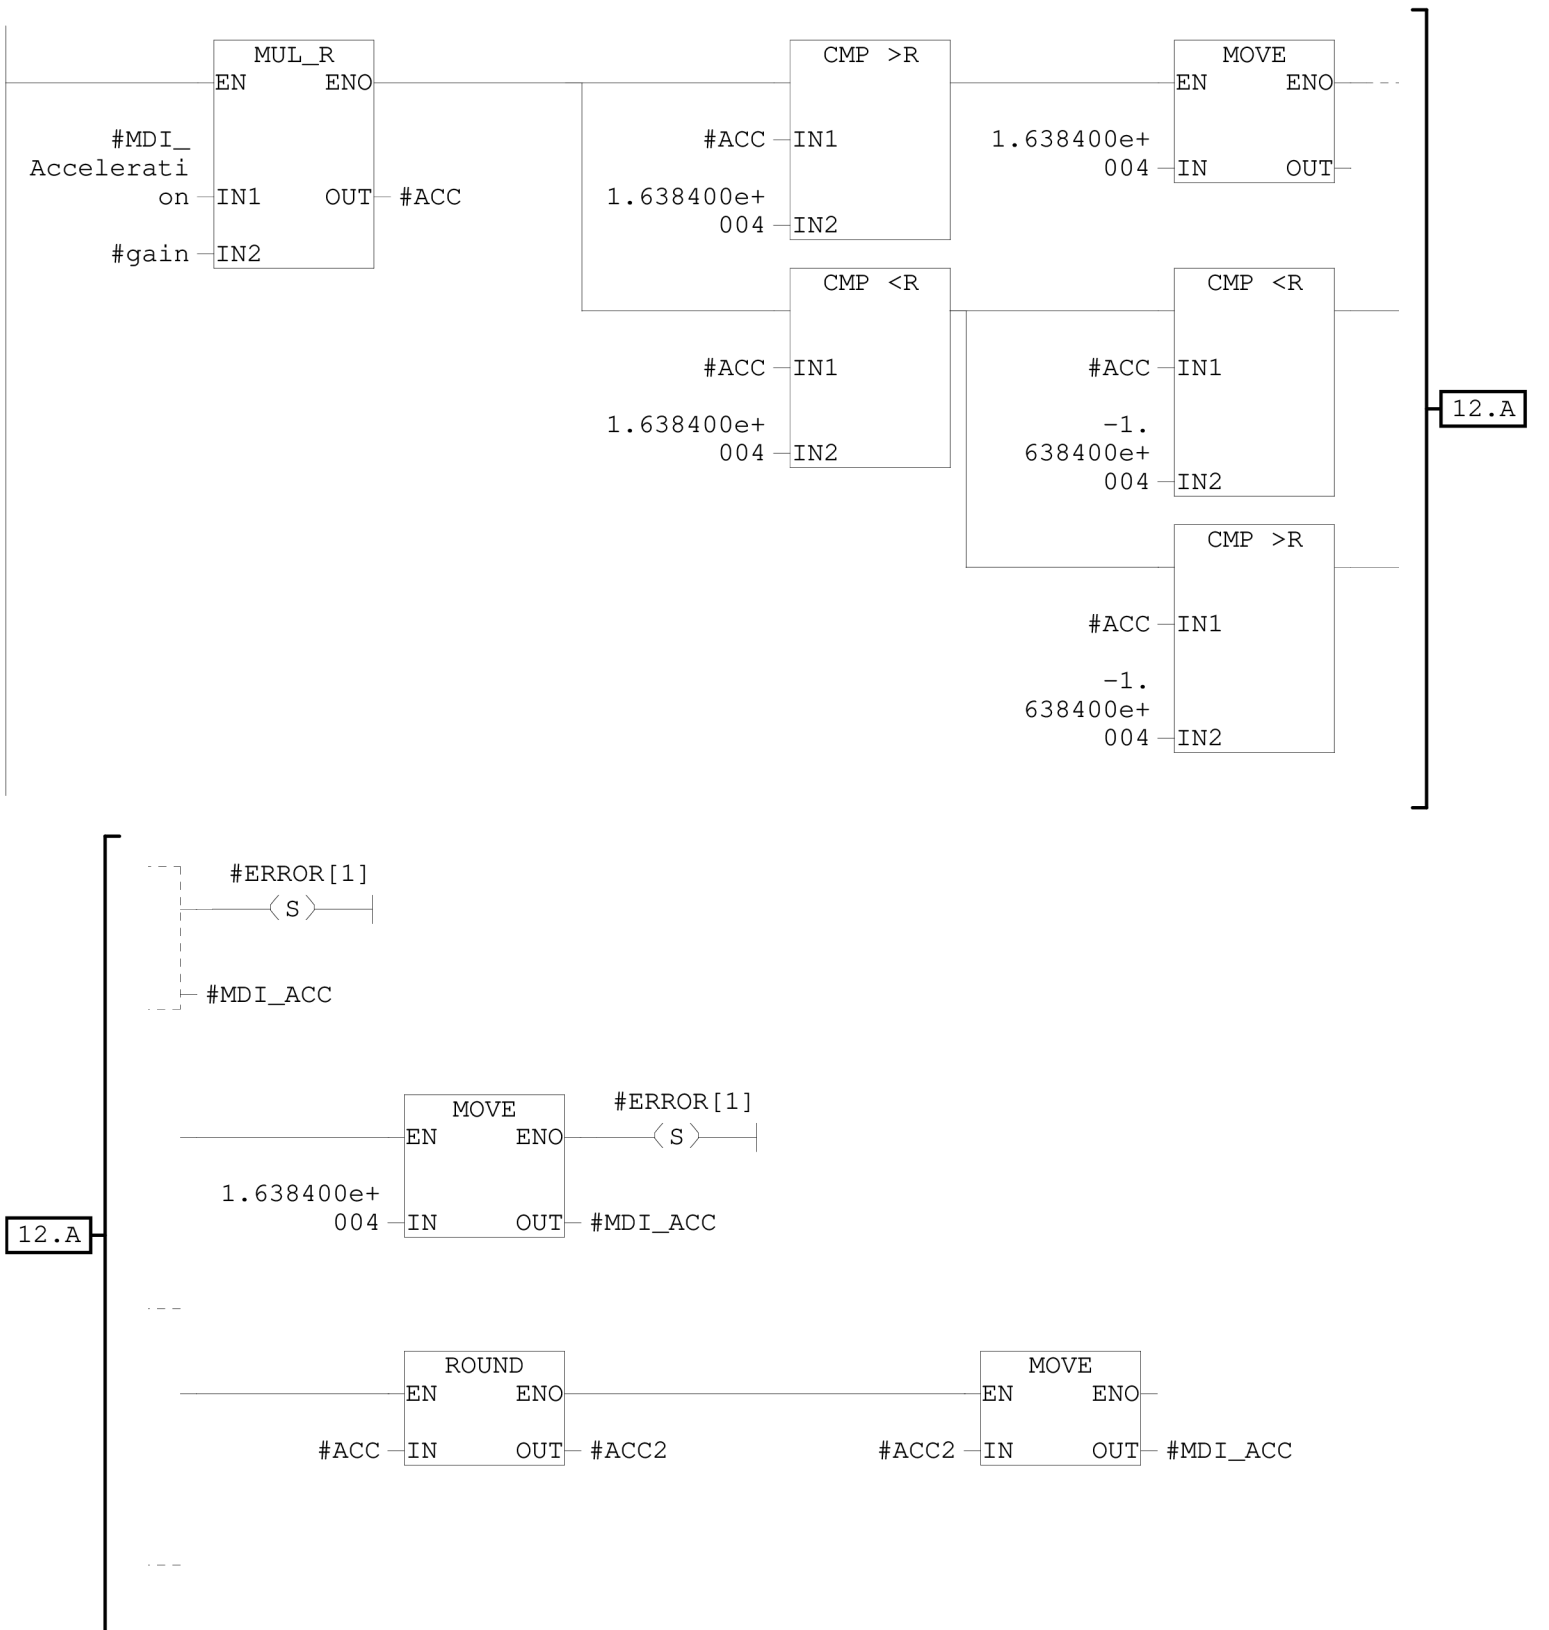 MUL_R
EN ENO
#MDI_
Accelerati
on IN1 OUT #ACC
#gain IN2
CMP >R
#ACC IN1
1.638400e+
004 IN2
MOVE
EN ENO
1.638400e+
004 IN OUT
CMP <R
#ACC IN1
1.638400e+
004 IN2
CMP <R
#ACC IN1
-1.
638400e+
004 IN2
CMP >R
#ACC IN1
-1.
638400e+
004 IN2
12.A
#ERROR[1]
S
#MDI_ACC
12.A
MOVE
#ERROR[1]
EN ENO S
1.638400e+
004 IN OUT #MDI_ACC
ROUND
EN ENO
#ACC IN OUT #ACC2
MOVE
EN ENO
#ACC2 IN OUT #MDI_ACC